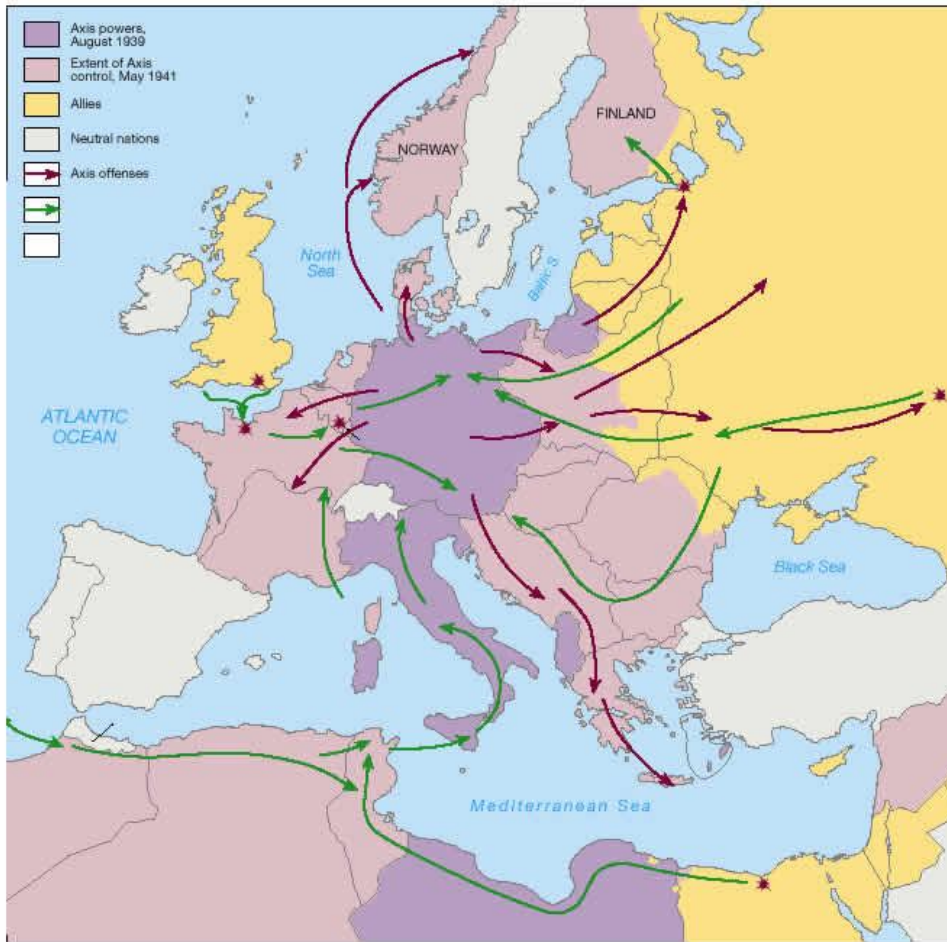 Axis powers,
August 1939
Extent of Axis
control, May 1941
Allies
Neutral nations
Axis offenses
FINLAND
NORWAY
North
Sea
Baltic S.
ATLANTIC
OCEAN
Black Sea
Mediterranean Sea